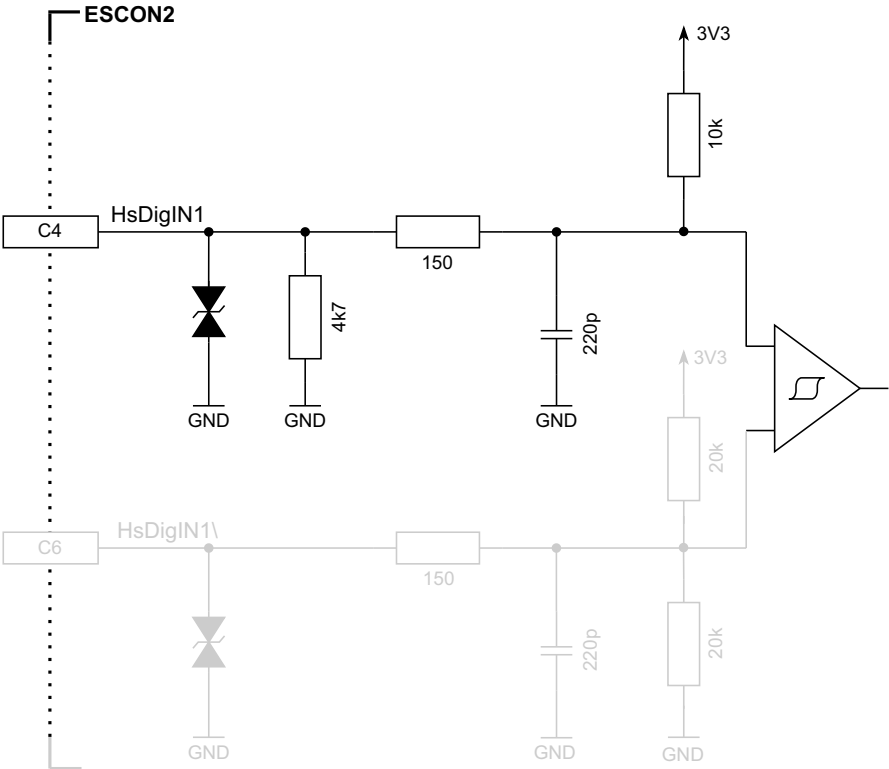 ESCON2
3V3
10k
HsDigIN1
C4
150
4k7
220p
GND
GND
GND
3V3
20k
HsDigIN1\
C6
150
220p
20k
GND
GND
GND